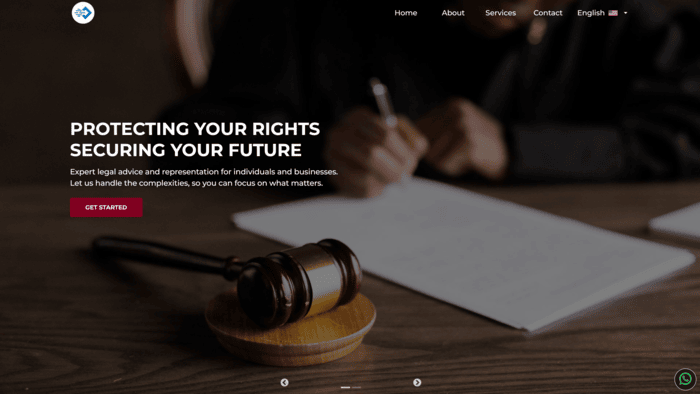 Home About Services Contact English
PROTECTING YOUR RIGHTS
SECURING YOUR FUTURE
Expert legal advice and representation for individuals and businesses.
Let us handle the complexities, so you can focus on what matters.
GET STARTED